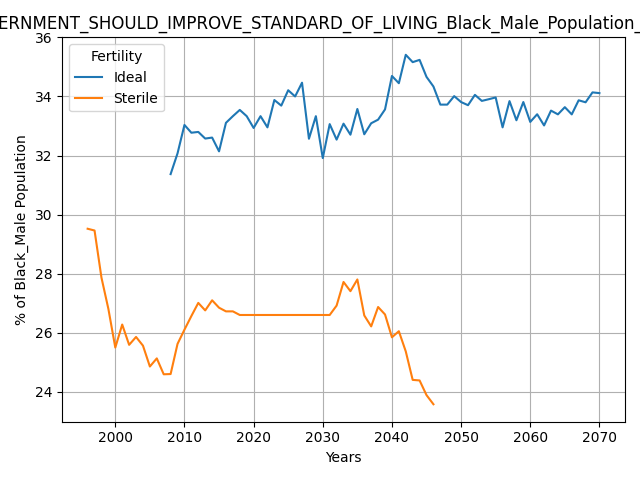 ERNMENT_SHOULD_IMPROVE_STANDARD_OF_LIVING_Black_Male_Population_
Fertility
Ideal
Sterile
% of Black_Male Population
36
34
32
30
28
26
24
2000 2010 2020 2030 2040 2050 2060 2070
Years